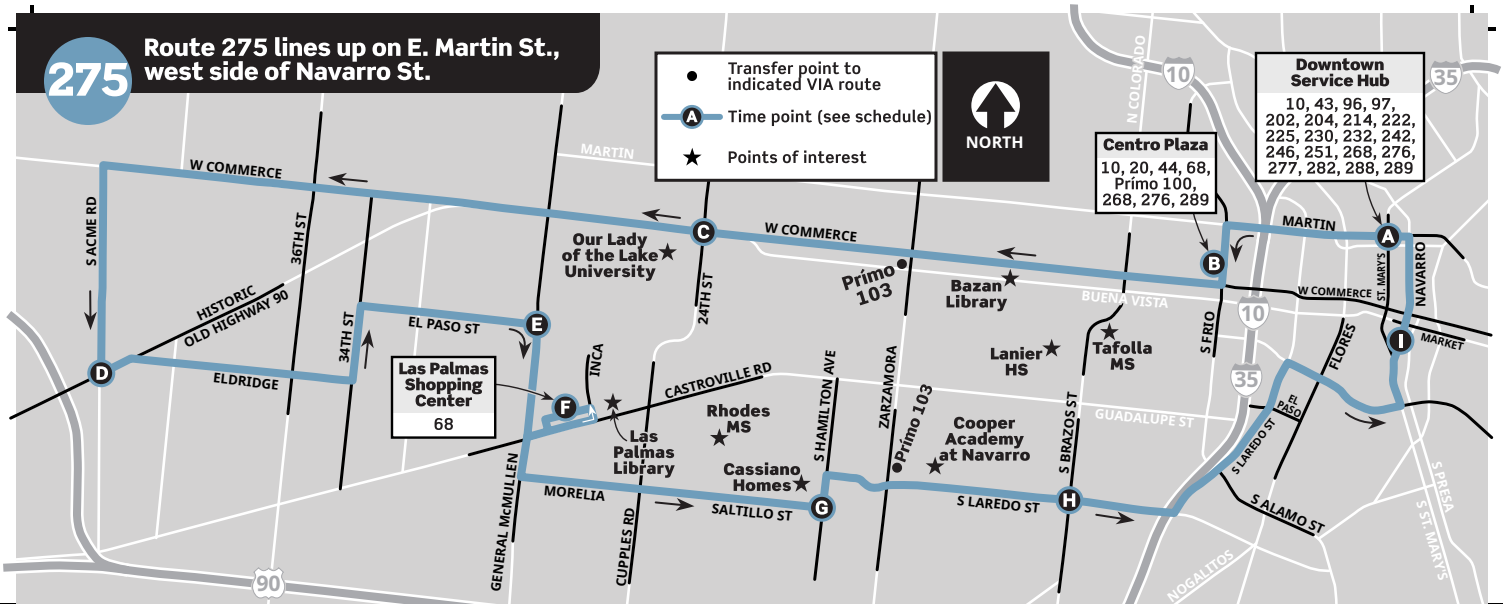 275
Route 275 lines up on E. Martin St.,
west side of Navarro St.
Transfer point to
indicated VIA route
A
Time point (see schedule)
Points of interest
NORTH
Centro Plaza
10, 20, 44, 68,
Prímo 100,
268, 276, 289
Downtown
Service Hub
10, 43, 96, 97,
202, 204, 214, 222,
225, 230, 232, 242,
246, 251, 268, 276,
277, 282, 288, 289
10
35
N COLORADO
MARTIN
W COMMERCE
S ACME RD
36TH ST
HISTORIC
OLD HIGHWAY 90
34TH ST
EL PASO ST
ELDRIDGE
D
E
Our Lady
of the Lake
University
C
24TH ST
W COMMERCE
Prímo
103
Bazan
Library
BUENA VISTA
B
MARTIN
A
ST. MARY'S
NAVARRO
W COMMERCE
MARKET
I
S FRIO
10
35
FLORES
EL
PASO
Lanier
HS
Tafolla
MS
GUADALUPE ST
Las Palmas
Shopping
Center
68
F
INCA
CASTROVILLE RD
Las
Palmas
Library
Rhodes
MS
Cassiano
Homes
S HAMILTON AVE
ZARZAMORA
Prímo 103
Cooper
Academy
at Navarro
S BRAZOS ST
S LAREDO ST
GENERAL McMULLEN
MORELIA
CUPPLES RD
SALTILLO ST
G
S LAREDO ST
H
S ALAMO ST
NOGALITOS
S PRESA
S ST. MARY'S
90